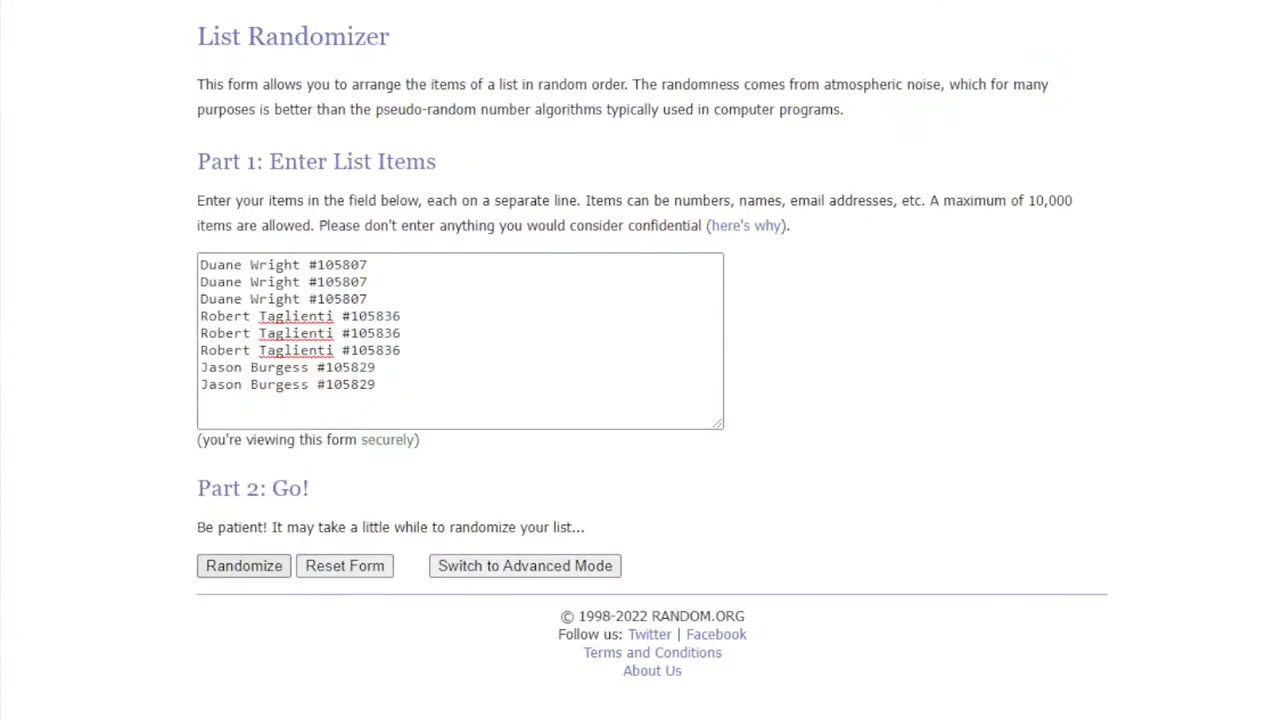 List Randomizer
This form allows you to arrange the items of a list in random order. The randomness comes from atmospheric noise, which for many
purposes is better than the pseudo-random number algorithms typically used in computer programs.
Part 1: Enter List Items
Enter your items in the field below, each on a separate line. Items can be numbers, names, email addresses, etc. A maximum of 10,000
items are allowed. Please don't enter anything you would consider confidential (here's why).
Duane Wright #105807
Duane Wright #105807
Duane Wright #105807
Robert Taglienti #105836
Robert Taglienti #105836
Robert Taglienti #105836
Jason Burgess #105829
Jason Burgess #105829
(you're viewing this form securely)
Part 2: Go!
Be patient! It may take a little while to randomize your list...
Randomize Reset Form Switch to Advanced Mode
© 1998-2022 RANDOM.ORG
Follow us: Twitter | Facebook
Terms and Conditions
About Us